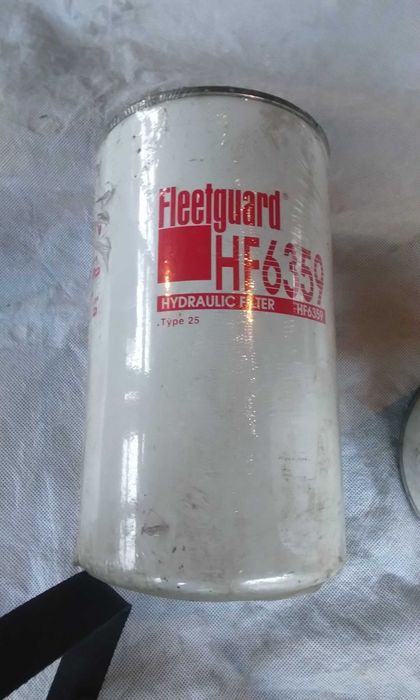 Fleetguard®
HF6359
HYDRAULIC FILTER HF6359
Type 25